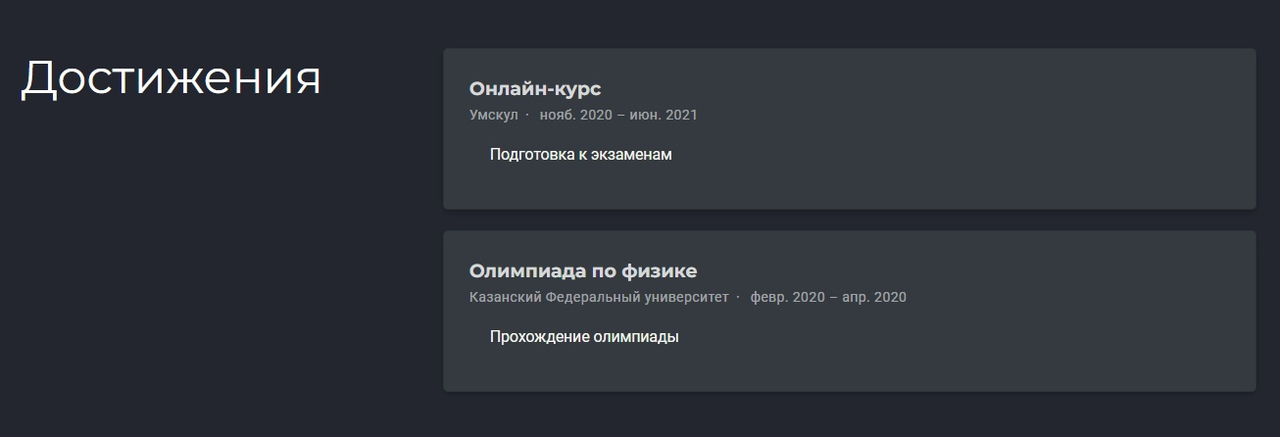 Достижения
Онлайн-курс
Умскул · нояб. 2020 – июн. 2021
Подготовка к экзаменам
Олимпиада по физике
Казанский Федеральный университет · февр. 2020 – апр. 2020
Прохождение олимпиады